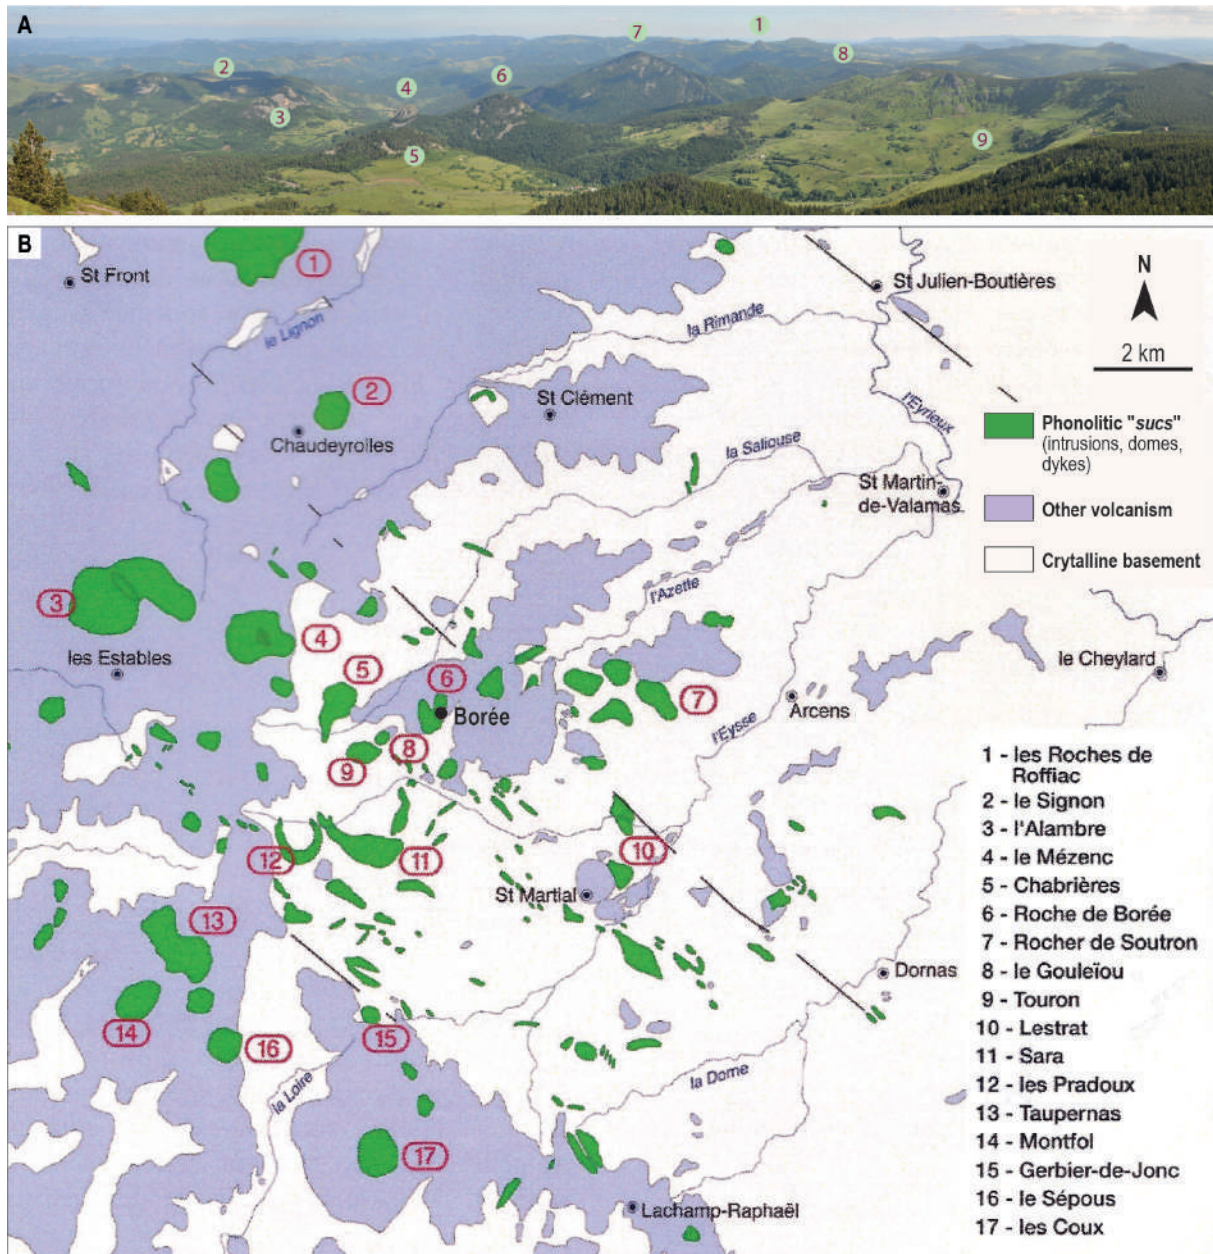 A
1
7
8
2
6
4
3
5
9
B
1
St Front
St Julien-Boutières
N
2 km
la Rimande
le Lignon
2
St Clément
l'Eyrieux
Chaudeyrolles
Phonolitic "sucs"
(intrusions, domes,
dykes)
la Saliouse
St Martin-
de-Valamas
Other volcanism
Crytalline basement
l'Azette
3
4
les Estables
le Cheylard
5
6
7
Borée
Arcens
l'Eysse
8
9
12
11
10
St Martial
13
Dornas
14
15
16
la Dorne
la Loire
17
Lachamp-Raphaël
1 - les Roches de
Roffiac
2 - le Signon
3 - l'Alambre
4 - le Mézenc
5 - Chabrières
6 - Roche de Borée
7 - Rocher de Soutron
8 - le Gouleïou
9 - Touron
10 - Lestrat
11 - Sara
12 - les Pradoux
13 - Taupernas
14 - Montfol
15 - Gerbier-de-Jonc
16 - le Sépous
17 - les Coux